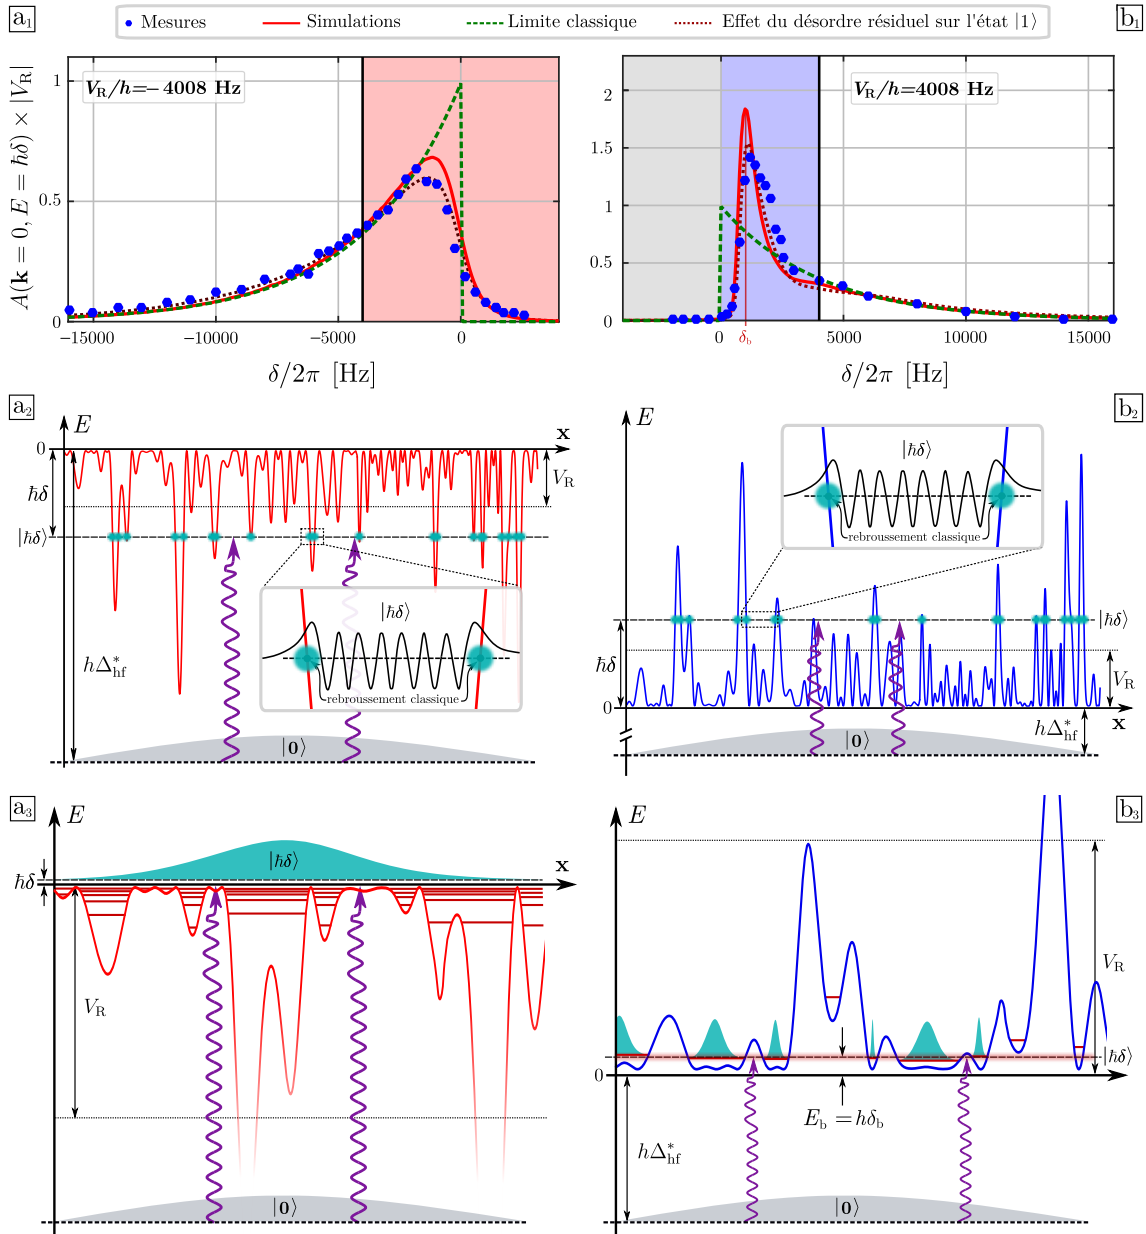 a₁
Mesures Simulations Limite classique Effet du désordre résiduel sur l'état |1⟩
b₁
A(k = 0, E = ħδ) × |V_R|
V_R/h=−4008 Hz
1
0.5
0
−15000 −10000 −5000 0
δ/2π [Hz]
V_R/h=4008 Hz
2
1.5
1
0.5
0
0 δ_b 5000 10000 15000
δ/2π [Hz]
a₂
E
x
0
ħδ
V_R
|ħδ⟩
|ħδ⟩
rebroussement classique
hΔ*_hf
|0⟩
b₂
E
|ħδ⟩
rebroussement classique
|ħδ⟩
ħδ
V_R
0
x
hΔ*_hf
|0⟩
a₃
E
|ħδ⟩
x
ħδ
V_R
|0⟩
b₃
E
V_R
|ħδ⟩
0
E_b = hδ_b
hΔ*_hf
|0⟩